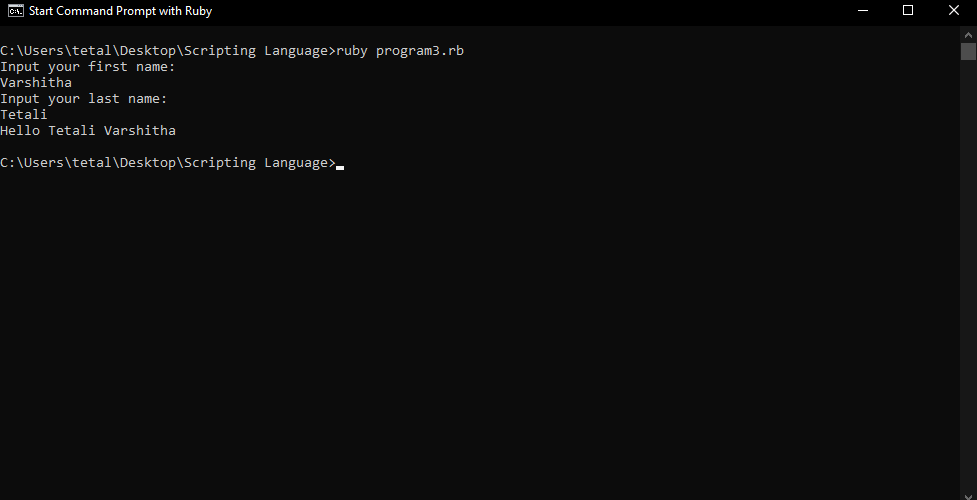 Start Command Prompt with Ruby
C:\Users\tetal\Desktop\Scripting Language>ruby program3.rb
Input your first name:
Varshitha
Input your last name:
Tetali
Hello Tetali Varshitha
C:\Users\tetal\Desktop\Scripting Language>